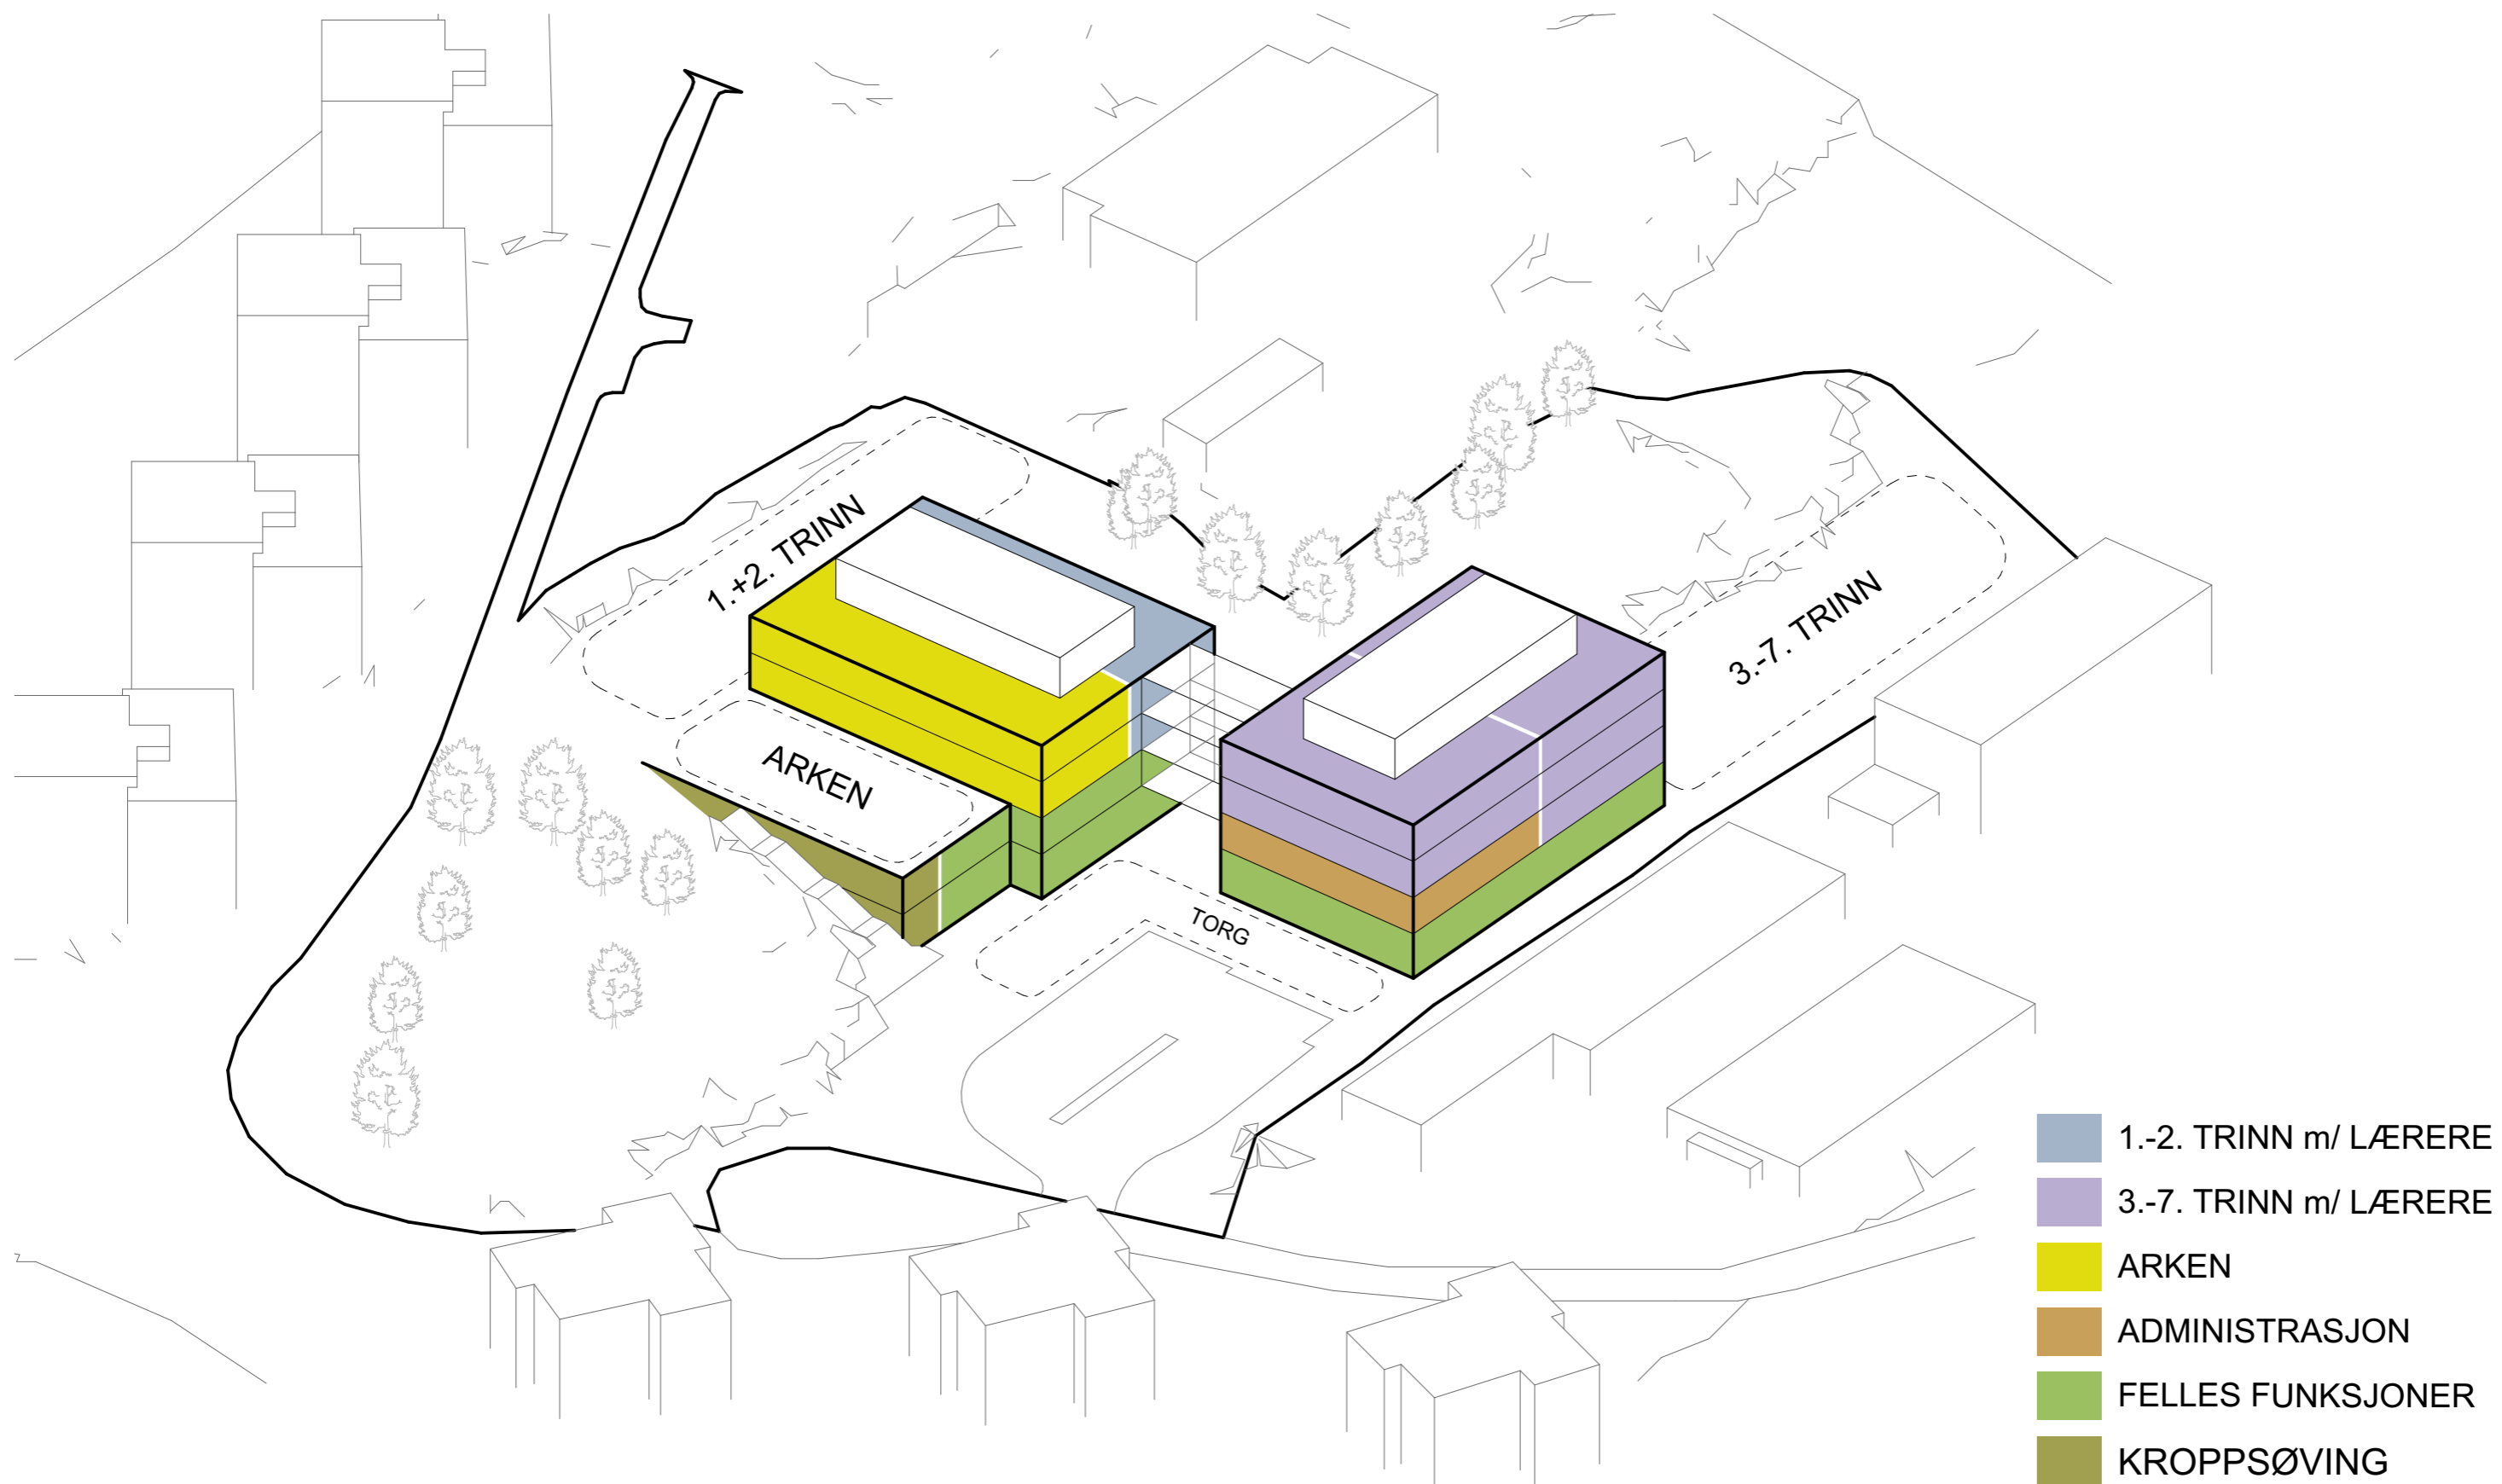 1.+2. TRINN
3.-7. TRINN
ARKEN
TORG
1.-2. TRINN m/ LÆRERE
3.-7. TRINN m/ LÆRERE
ARKEN
ADMINISTRASJON
FELLES FUNKSJONER
KROPPSØVING